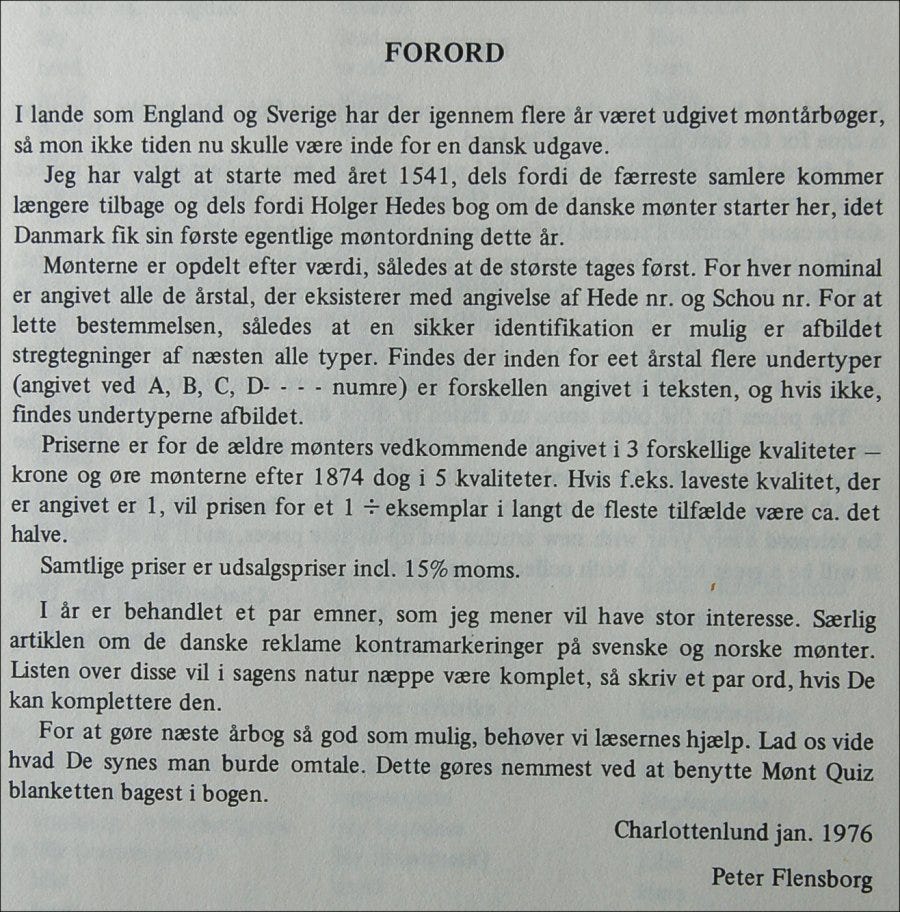 FORORD
I lande som England og Sverige har der igennem flere år været udgivet møntårbøger,
så mon ikke tiden nu skulle være inde for en dansk udgave.
Jeg har valgt at starte med året 1541, dels fordi de færreste samlere kommer
længere tilbage og dels fordi Holger Hedes bog om de danske mønter starter her, idet
Danmark fik sin første egentlige møntordning dette år.
Mønterne er opdelt efter værdi, således at de største tages først. For hver nominal
er angivet alle de årstal, der eksisterer med angivelse af Hede nr. og Schou nr. For at
lette bestemmelsen, således at en sikker identifikation er mulig er afbildet
stregtegninger af næsten alle typer. Findes der inden for eet årstal flere undertyper
(angivet ved A, B, C, D- - - - numre) er forskellen angivet i teksten, og hvis ikke,
findes undertyperne afbildet.
Priserne er for de ældre mønters vedkommende angivet i 3 forskellige kvaliteter –
krone og øre mønterne efter 1874 dog i 5 kvaliteter. Hvis f.eks. laveste kvalitet, der
er angivet er 1, vil prisen for et 1 ÷ eksemplar i langt de fleste tilfælde være ca. det
halve.
Samtlige priser er udsalgspriser incl. 15% moms.
I år er behandlet et par emner, som jeg mener vil have stor interesse. Særlig
artiklen om de danske reklame kontramarkeringer på svenske og norske mønter.
Listen over disse vil i sagens natur næppe være komplet, så skriv et par ord, hvis De
kan komplettere den.
For at gøre næste årbog så god som mulig, behøver vi læsernes hjælp. Lad os vide
hvad De synes man burde omtale. Dette gøres nemmest ved at benytte Mønt Quiz
blanketten bagest i bogen.
Charlottenlund jan. 1976
Peter Flensborg